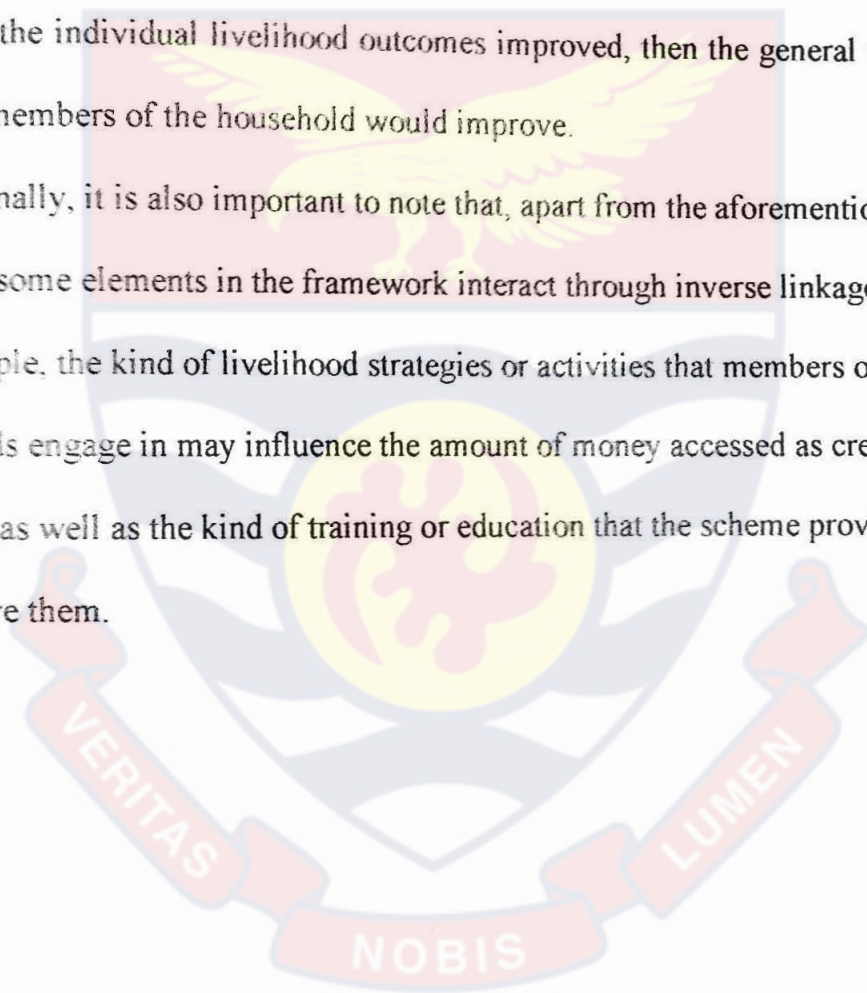 the individual livelihood outcomes improved, then the general
members of the household would improve.
nally, it is also important to note that, apart from the aforementio
some elements in the framework interact through inverse linkage
ple, the kind of livelihood strategies or activities that members o
ls engage in may influence the amount of money accessed as cre
as well as the kind of training or education that the scheme prov
ve them.
VERITAS
NOBIS
LUMEN